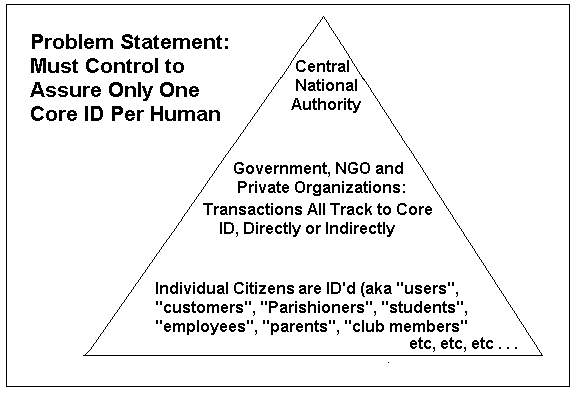 Problem Statement:
Must Control to
Assure Only One
Core ID Per Human
Central
National
Authority
Government, NGO and
Private Organizations:
Transactions All Track to Core
ID, Directly or Indirectly
Individual Citizens are ID'd (aka "users",
"customers", "Parishioners", "students",
"employees", "parents", "club members"
etc, etc, etc . . .